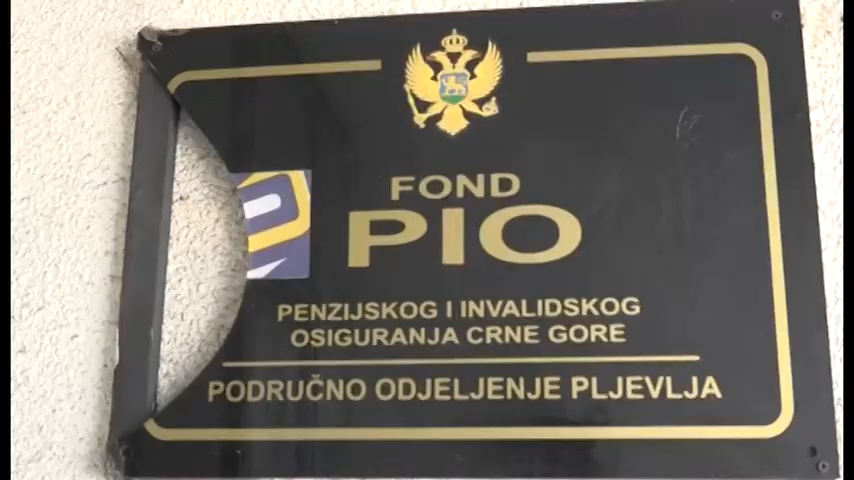 FOND
PIO
PENZIJSKOG I INVALIDSKOG
OSIGURANJA CRNE GORE
PODRUČNO ODJELJENJE PLJEVLJA